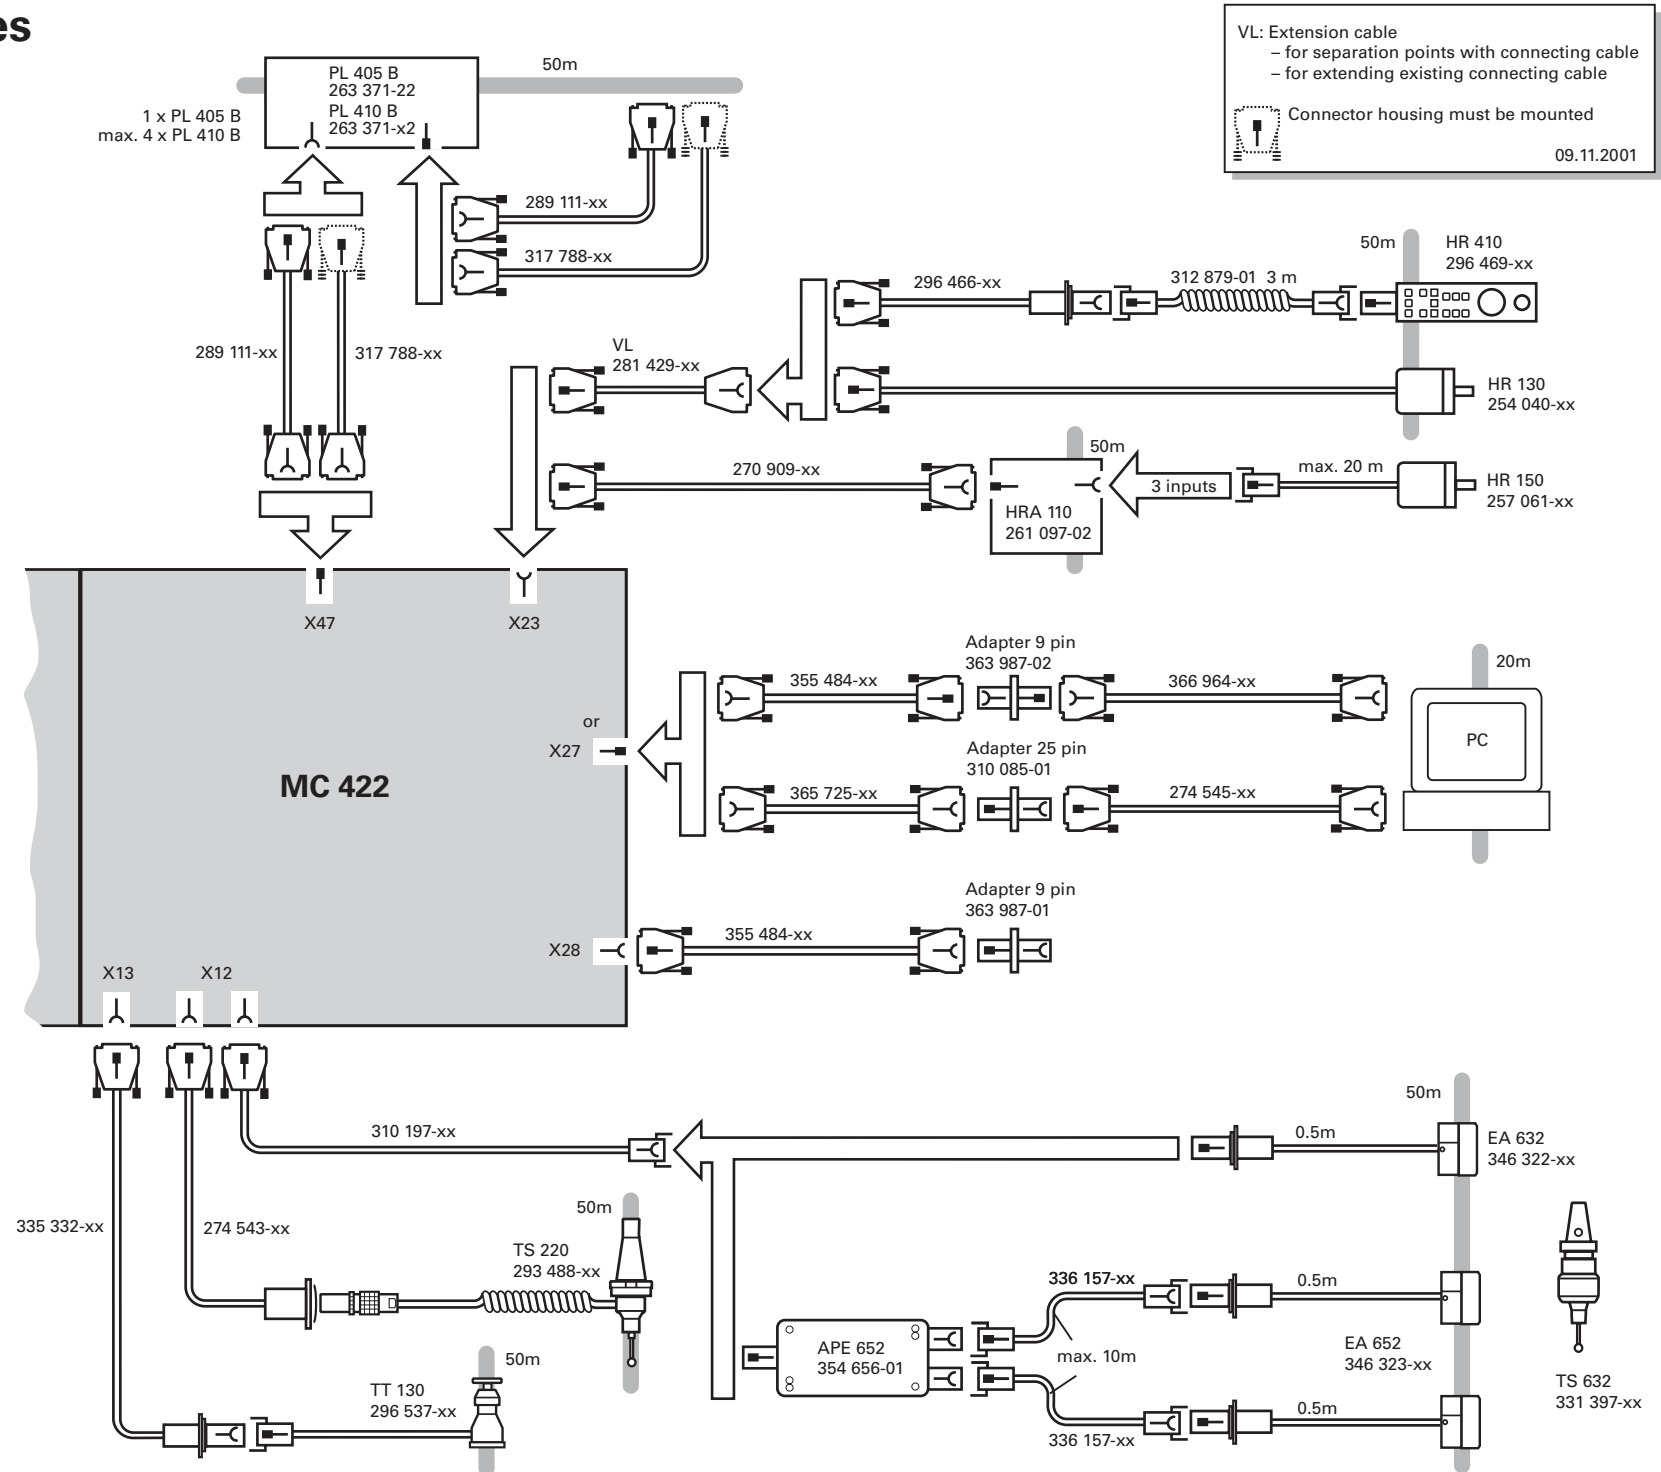 es
VL: Extension cable
– for separation points with connecting cable
– for extending existing connecting cable
Connector housing must be mounted
09.11.2001
50m
PL 405 B
263 371-22
PL 410 B
263 371-x2
1 x PL 405 B
max. 4 x PL 410 B
289 111-xx
317 788-xx
289 111-xx
317 788-xx
50m
HR 410
296 469-xx
296 466-xx
312 879-01 3 m
VL
281 429-xx
HR 130
254 040-xx
50m
270 909-xx
max. 20 m
3 inputs
HR 150
257 061-xx
HRA 110
261 097-02
X47
X23
Adapter 9 pin
363 987-02
20m
355 484-xx
366 964-xx
or
X27
PC
Adapter 25 pin
310 085-01
MC 422
365 725-xx
274 545-xx
Adapter 9 pin
363 987-01
X28
355 484-xx
X13
X12
50m
310 197-xx
0.5m
EA 632
346 322-xx
335 332-xx
274 543-xx
50m
TS 220
293 488-xx
336 157-xx
0.5m
APE 652
354 656-01
max. 10m
EA 652
346 323-xx
50m
TT 130
296 537-xx
TS 632
331 397-xx
0.5m
336 157-xx